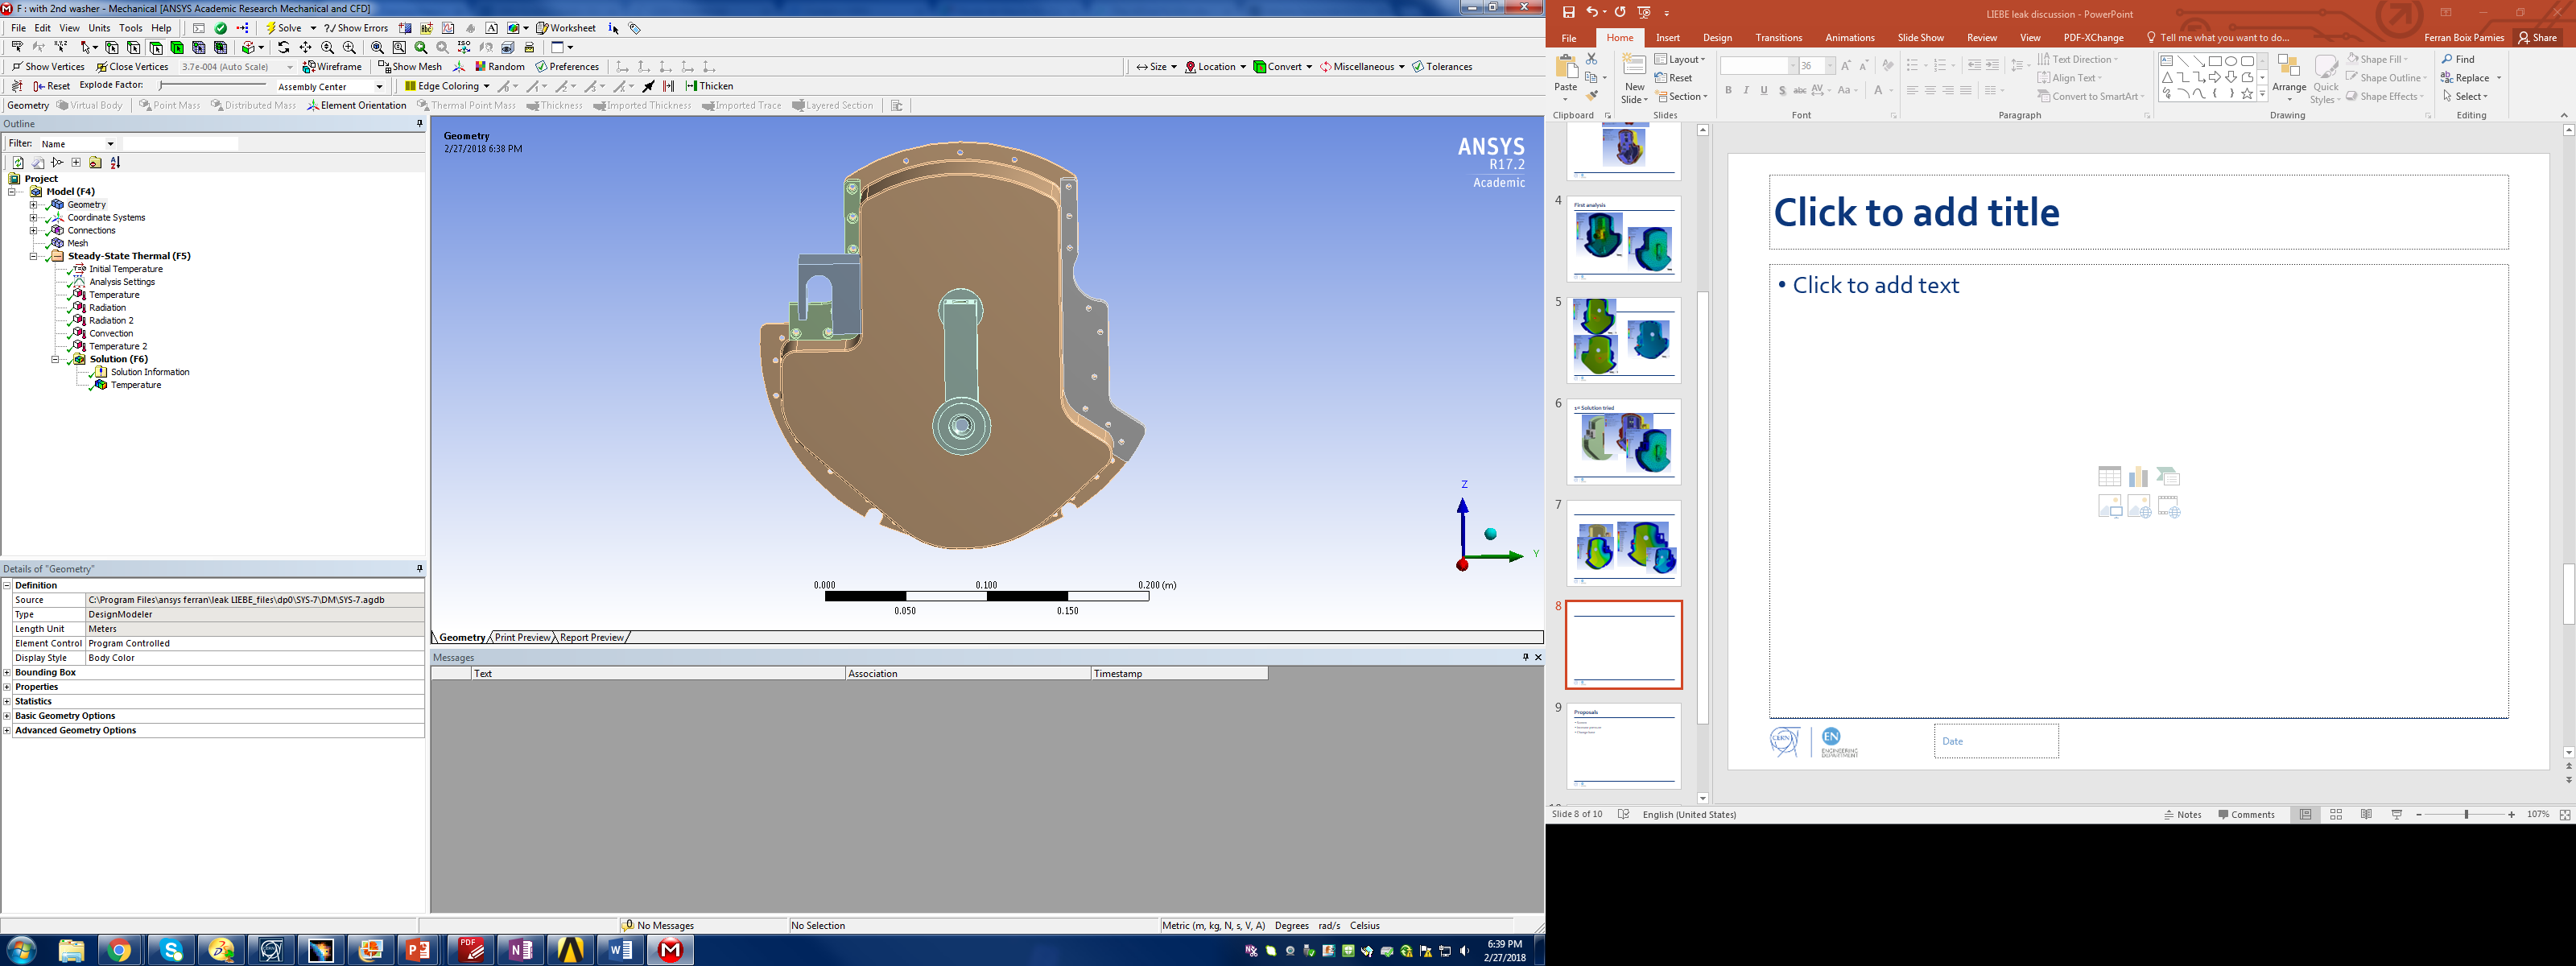 F : with 2nd washer - Mechanical [ANSYS Academic Research Mechanical and CFD]
File Edit View Units Tools Help Solve ?/ Show Errors Worksheet
Show Vertices Close Vertices 3.7e-004 (Auto Scale) Wireframe Show Mesh Random Preferences Size Location Convert Miscellaneous Tolerances
Reset Explode Factor: Assembly Center Edge Coloring Thicken
Geometry Virtual Body Point Mass Distributed Mass Element Orientation Thermal Point Mass Thickness Imported Thickness Imported Trace Layered Section
Outline
Filter: Name
Project
Model (F4)
Geometry
Coordinate Systems
Connections
Mesh
Steady-State Thermal (F5)
Initial Temperature
Analysis Settings
Temperature
Radiation
Radiation 2
Convection
Temperature 2
Solution (F6)
Solution Information
Temperature
Details of "Geometry"
Definition
Source C:\Program Files\ansys ferran\leak LIEBE_files\dp0\SYS-7\DM\SYS-7.agdb
Type DesignModeler
Length Unit Meters
Element Control Program Controlled
Display Style Body Color
Bounding Box
Properties
Statistics
Basic Geometry Options
Advanced Geometry Options
Geometry
2/27/2018 6:38 PM
ANSYS
R17.2
Academic
Z
Y
0.000 0.100 0.200 (m)
0.050 0.150
Geometry Print Preview Report Preview
Messages
Text Association Timestamp
No Messages No Selection Metric (m, kg, N, s, V, A) Degrees rad/s Celsius
6:39 PM
2/27/2018
LIEBE leak discussion - PowerPoint
File Home Insert Design Transitions Animations Slide Show Review View PDF-XChange Tell me what you want to do... Ferran Boix Pamies Share
Paste
New Slide
Layout
Reset
Section
36
Text Direction
Align Text
Convert to SmartArt
Arrange
Quick Styles
Shape Fill
Shape Outline
Shape Effects
Find
Replace
Select
Clipboard Slides Font Paragraph Drawing Editing
4
First analysis
5
6
1st Solution tried
7
8
9
Proposals
Click to add title
• Click to add text
CERN
EN
ENGINEERING
DEPARTMENT
Date
Slide 8 of 10 English (United States) Notes Comments 107%